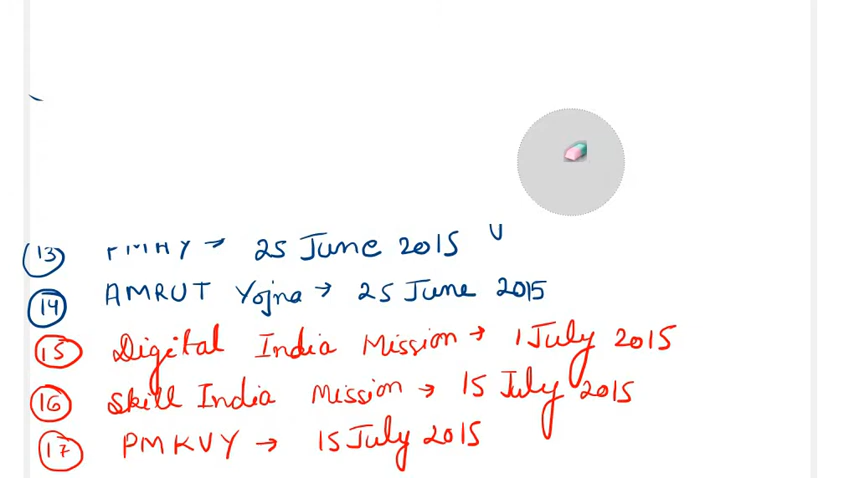 (13) PMAY → 25 June 2015
(14) AMRUT Yojna → 25 June 2015
(15) Digital India Mission → 1 July 2015
(16) Skill India Mission → 15 July 2015
(17) PMKVY → 15 July 2015